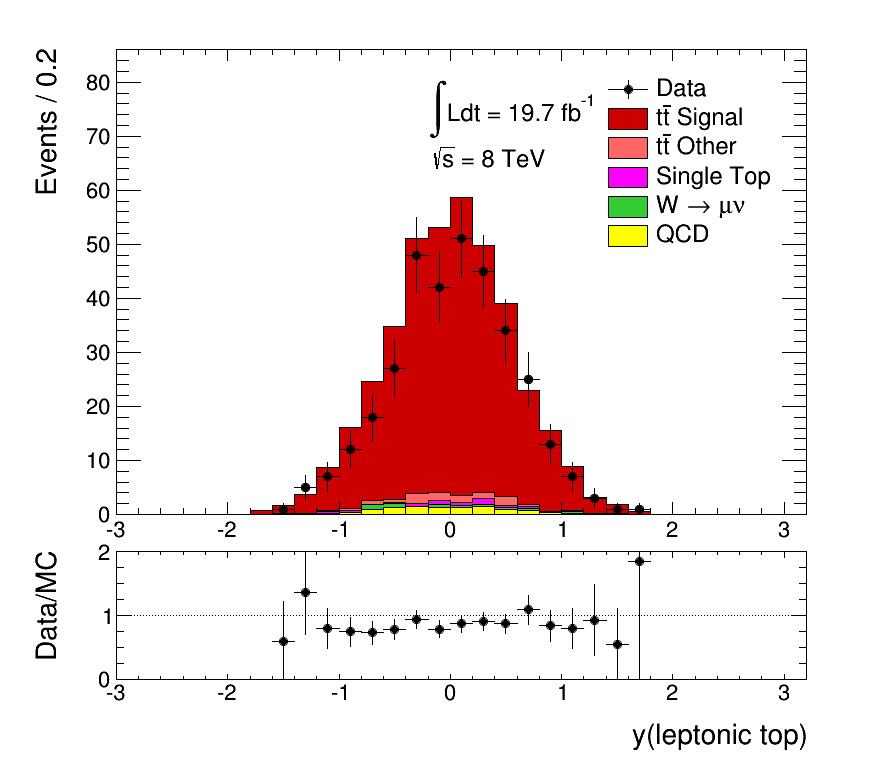 Events / 0.2
80
70
60
50
40
30
20
10
0
∫Ldt = 19.7 fb⁻¹
√s = 8 TeV
Data
tt̄ Signal
tt̄ Other
Single Top
W → μν
QCD
-3 -2 -1 0 1 2 3
Data/MC
2
1
0
-3 -2 -1 0 1 2 3
y(leptonic top)